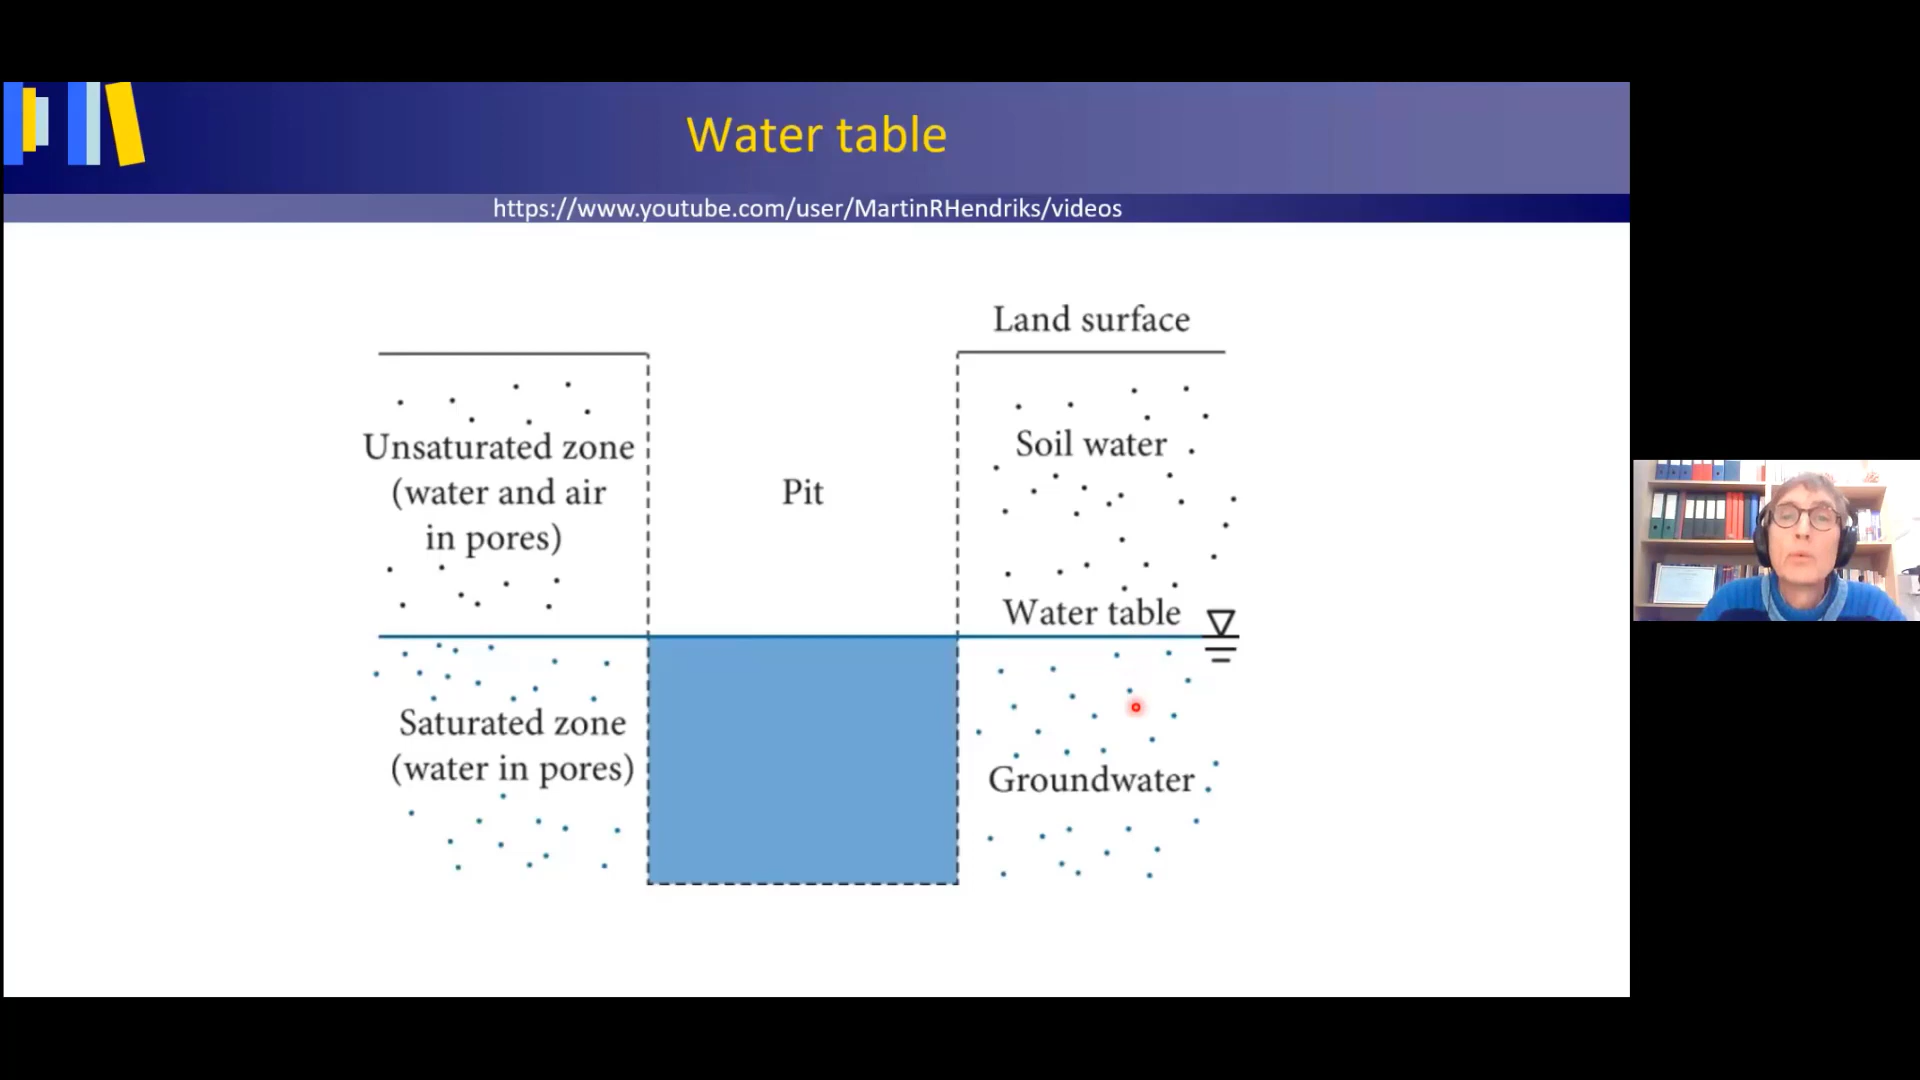 Water table
https://www.youtube.com/user/MartinRHendriks/videos
Land surface
Unsaturated zone
(water and air
in pores)
Pit
Soil water
Water table
Saturated zone
(water in pores)
Groundwater